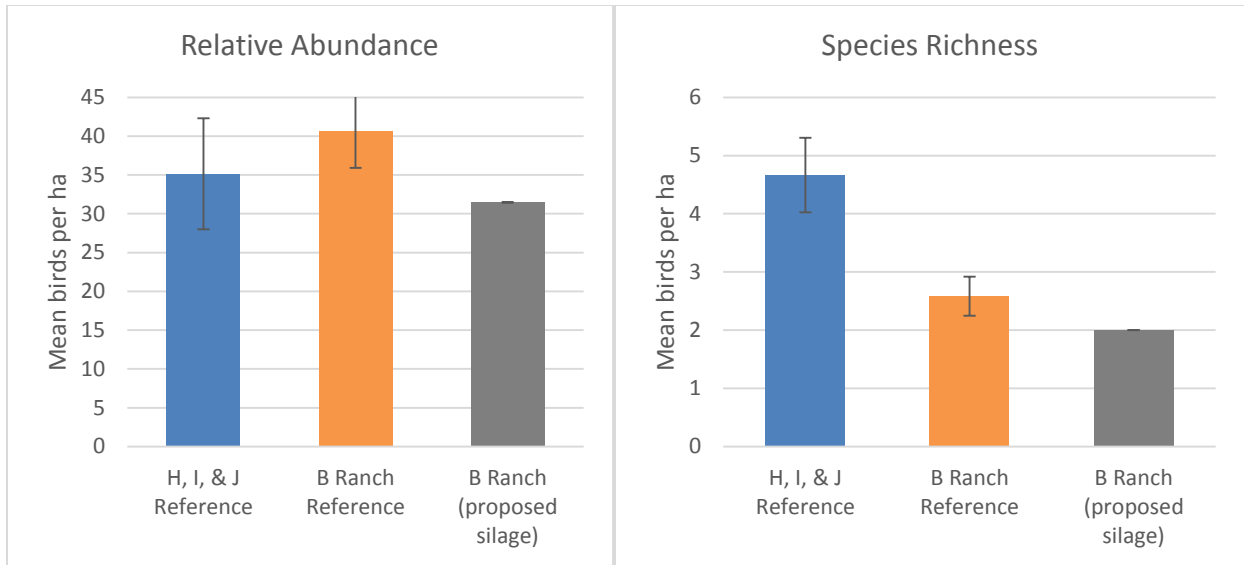 Relative Abundance
Mean birds per ha
45
40
35
30
25
20
15
10
5
0
H, I, & J
Reference
B Ranch
Reference
B Ranch
(proposed
silage)
Species Richness
Mean birds per ha
6
5
4
3
2
1
0
H, I, & J
Reference
B Ranch
Reference
B Ranch
(proposed
silage)